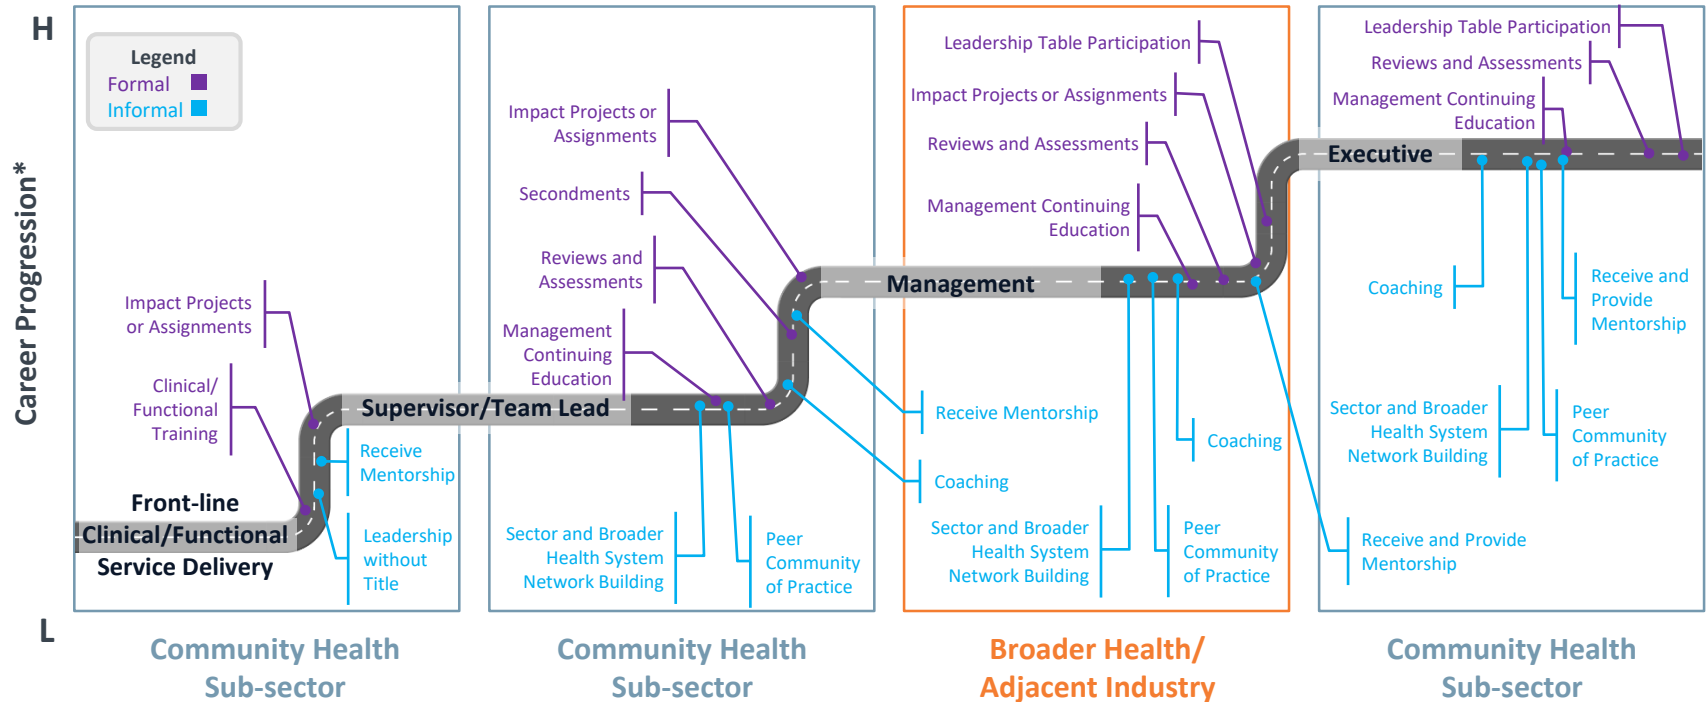 H
Legend
Formal
Informal
Career Progression*
L
Impact Projects
or Assignments
Clinical/
Functional
Training
Front-line
Clinical/Functional
Service Delivery
Receive
Mentorship
Leadership
without
Title
Community Health
Sub-sector
Impact Projects or
Assignments
Secondments
Reviews and
Assessments
Management
Continuing
Education
Supervisor/Team Lead
Sector and Broader
Health System
Network Building
Peer
Community
of Practice
Community Health
Sub-sector
Leadership Table Participation
Impact Projects or Assignments
Reviews and Assessments
Management Continuing
Education
Management
Receive Mentorship
Coaching
Coaching
Sector and Broader
Health System
Network Building
Peer
Community
of Practice
Broader Health/
Adjacent Industry
Leadership Table Participation
Reviews and Assessments
Management Continuing
Education
Executive
Coaching
Receive and
Provide
Mentorship
Sector and Broader
Health System
Network Building
Peer
Community
of Practice
Receive and Provide
Mentorship
Community Health
Sub-sector